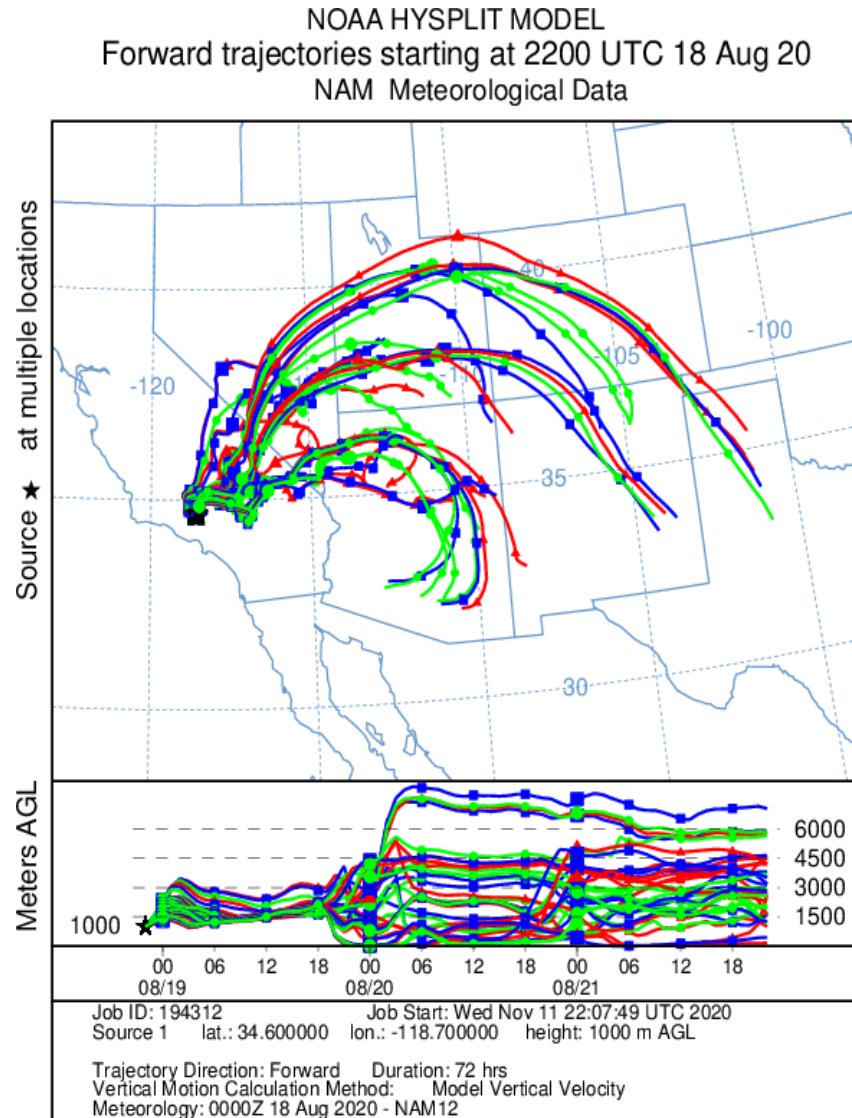 NOAA HYSPLIT MODEL
Forward trajectories starting at 2200 UTC 18 Aug 20
NAM Meteorological Data
Source ★ at multiple locations
40
-100
-105
-120
-110
35
30
Meters AGL
6000
4500
3000
1500
1000
00 06 12 18 00 06 12 18 00 06 12 18
08/19 08/20 08/21
Job ID: 194312 Job Start: Wed Nov 11 22:07:49 UTC 2020
Source 1 lat.: 34.600000 lon.: -118.700000 height: 1000 m AGL
Trajectory Direction: Forward Duration: 72 hrs
Vertical Motion Calculation Method: Model Vertical Velocity
Meteorology: 0000Z 18 Aug 2020 - NAM12